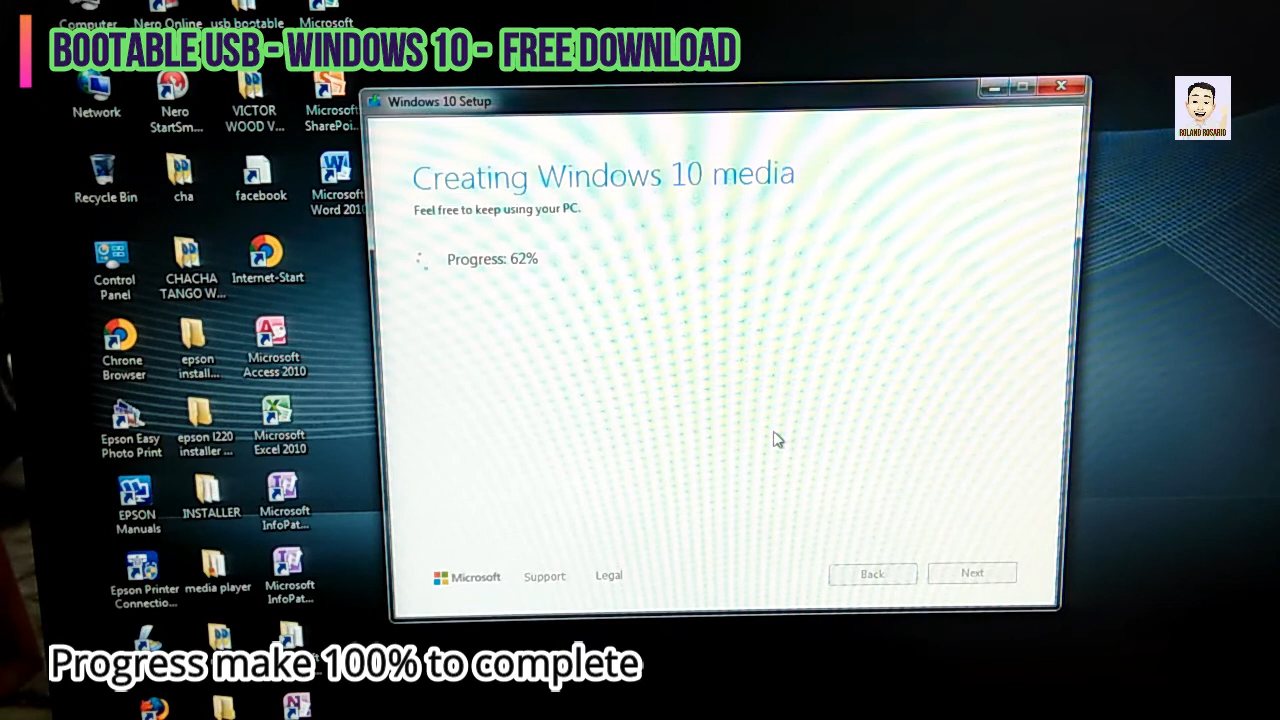 Computer
Nero Online
usb bootable
Microsoft
BOOTABLE USB - WINDOWS 10 - FREE DOWNLOAD
Network
Nero
StartSm...
VICTOR
WOOD V...
Microsoft
SharePoi...
Windows 10 Setup
ROLAND ROSARIO
Recycle Bin
cha
facebook
Microsoft
Word 2010
Creating Windows 10 media
Feel free to keep using your PC.
Progress: 62%
Control
Panel
CHACHA
TANGO W...
Internet-Start
Chrome
Browser
epson
install...
Microsoft
Access 2010
Epson Easy
Photo Print
epson l220
installer ...
Microsoft
Excel 2010
EPSON
Manuals
INSTALLER
Microsoft
InfoPat...
Epson Printer
Connectio...
media player
Microsoft
InfoPat...
Microsoft
Support
Legal
Back
Next
Progress make 100% to complete